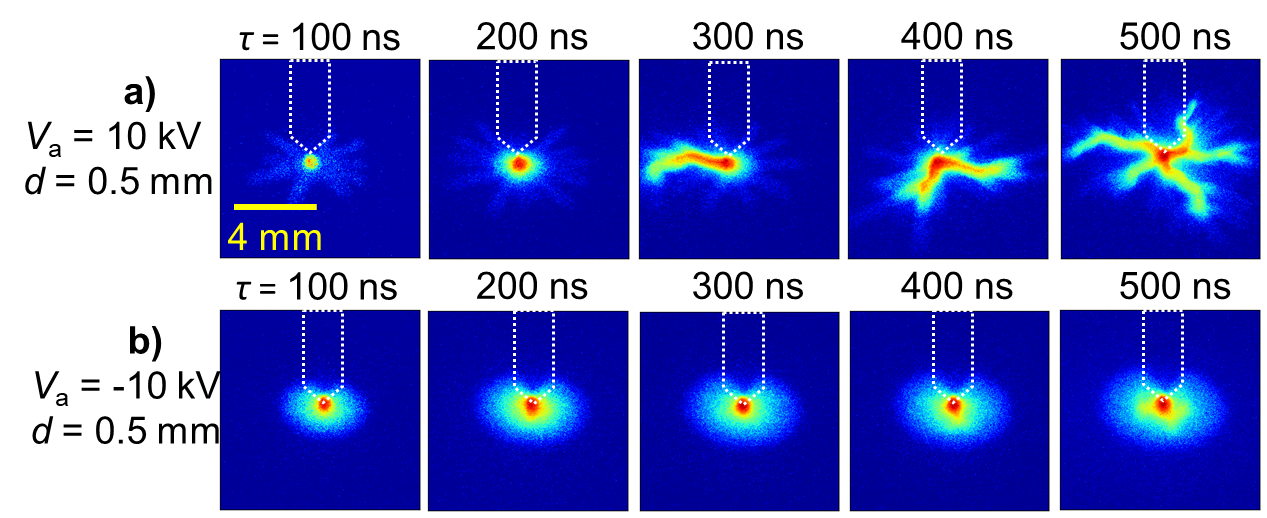 τ = 100 ns 200 ns 300 ns 400 ns 500 ns
a)
Va = 10 kV
d = 0.5 mm
4 mm
τ = 100 ns 200 ns 300 ns 400 ns 500 ns
b)
Va = -10 kV
d = 0.5 mm